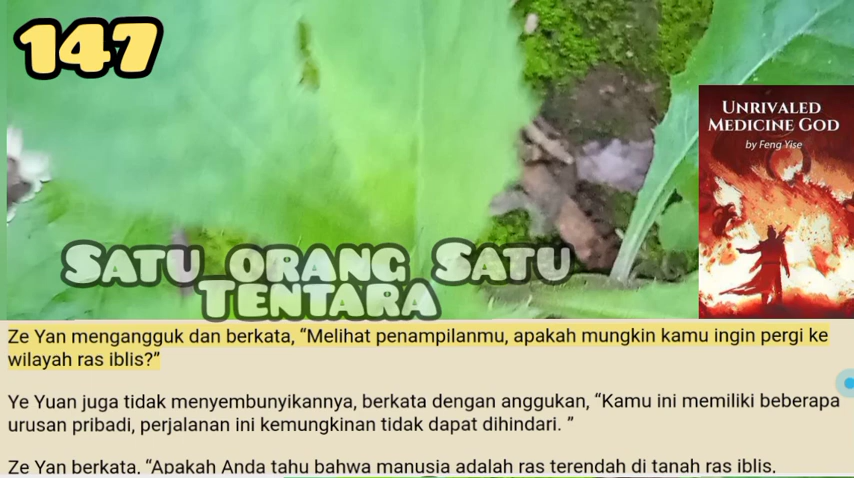 147
UNRIVALED
MEDICINE GOD
by Feng Yise
SATU ORANG SATU
TENTARA
Ze Yan mengangguk dan berkata, “Melihat penampilanmu, apakah mungkin kamu ingin pergi ke
wilayah ras iblis?”
Ye Yuan juga tidak menyembunyikannya, berkata dengan anggukan, “Kamu ini memiliki beberapa
urusan pribadi, perjalanan ini kemungkinan tidak dapat dihindari. ”
Ze Yan berkata, “Apakah Anda tahu bahwa manusia adalah ras terendah di tanah ras iblis,